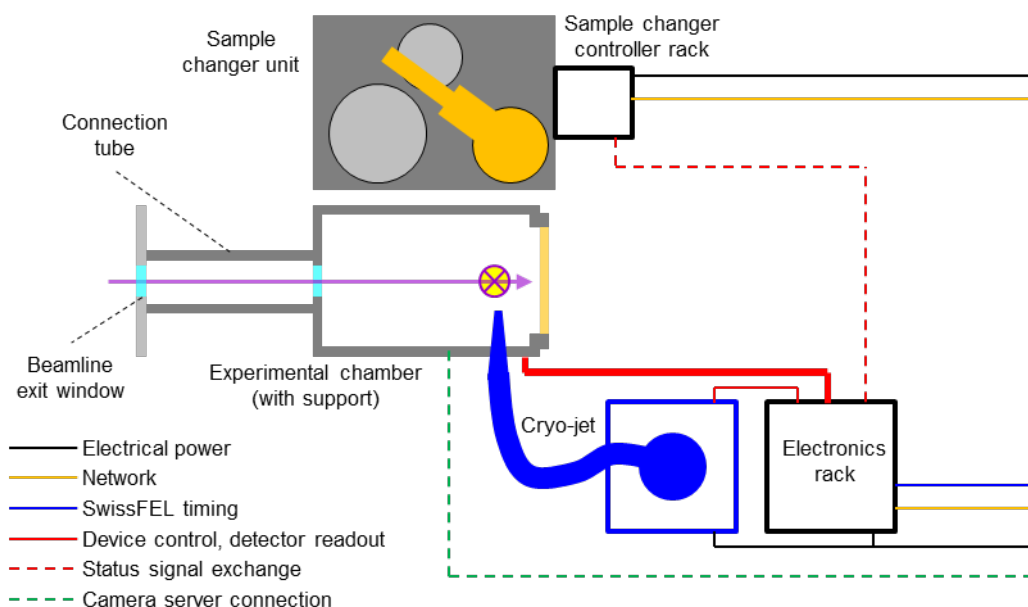 Sample
changer unit
Sample changer
controller rack
Connection
tube
Beamline
exit window
Experimental chamber
(with support)
Cryo-jet
Electronics
rack
Electrical power
Network
SwissFEL timing
Device control, detector readout
Status signal exchange
Camera server connection